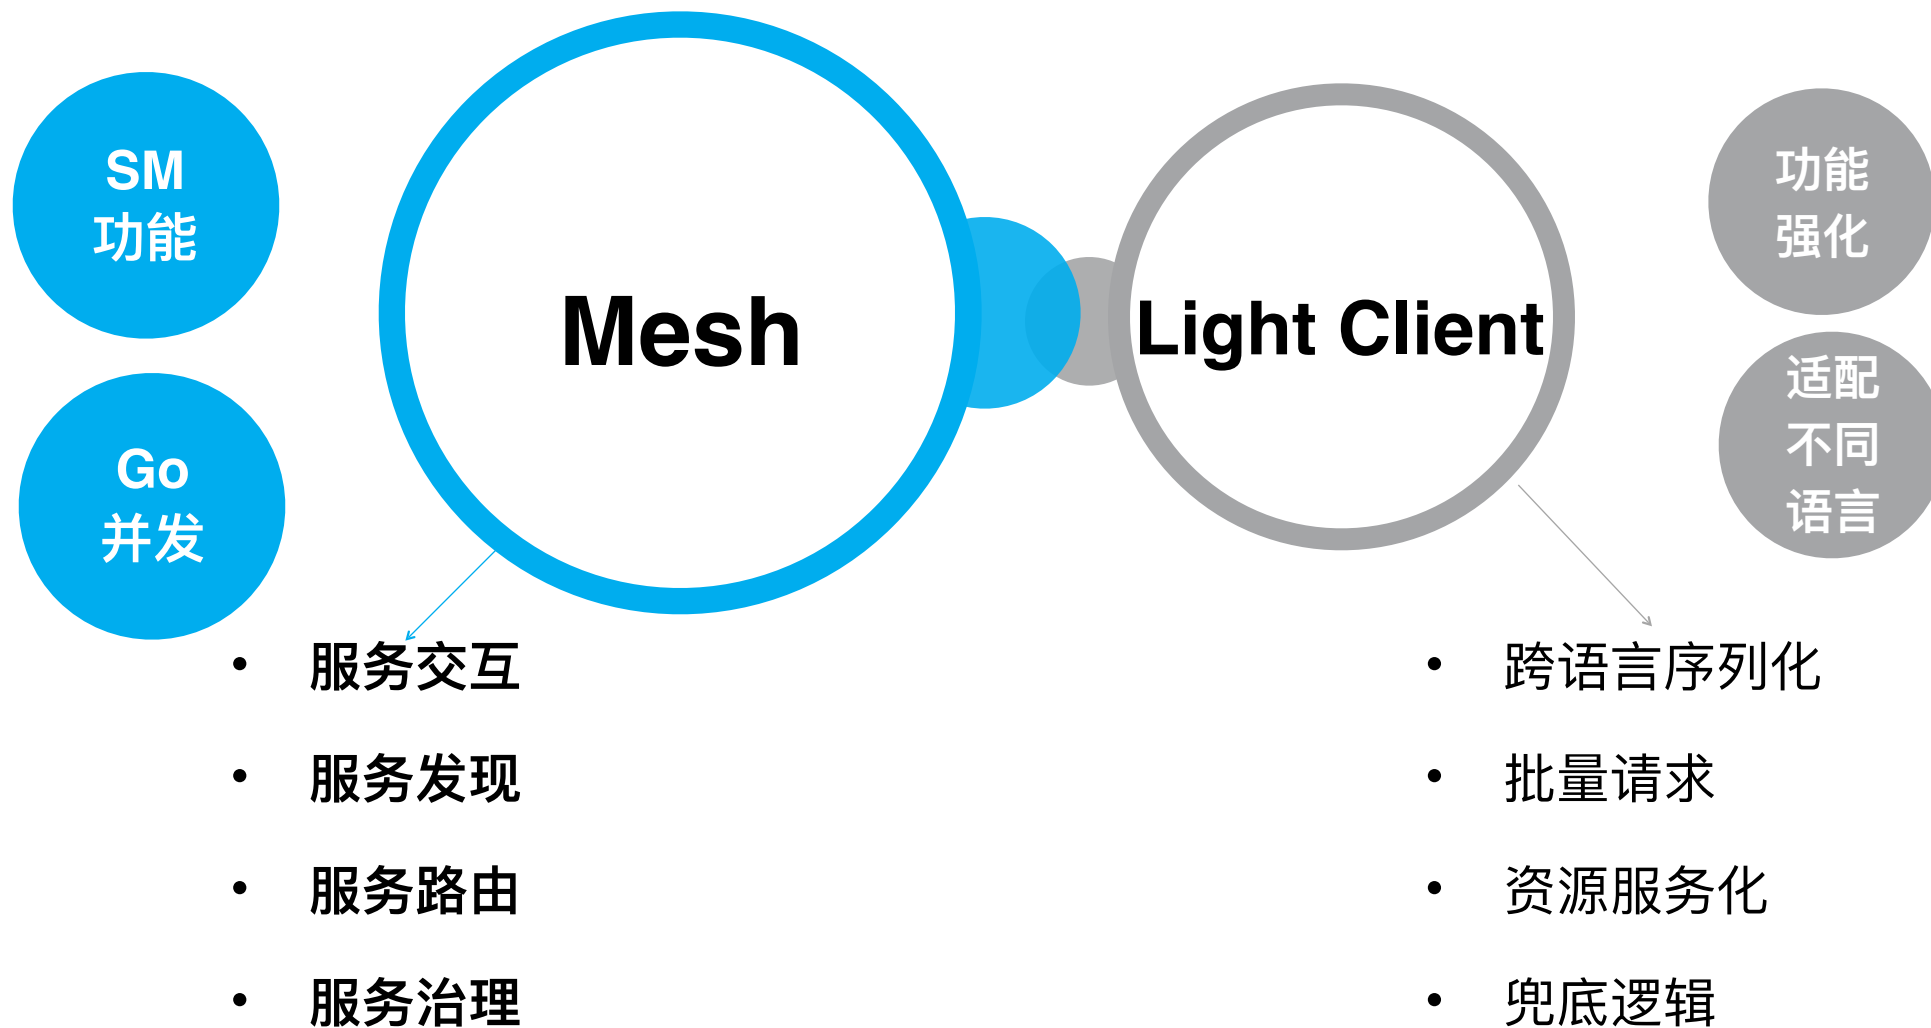 SM
功能
Go
并发
Mesh
Light Client
功能
强化
适配
不同
语言
• 服务交互
• 服务发现
• 服务路由
• 服务治理
• 跨语言序列化
• 批量请求
• 资源服务化
• 兜底逻辑